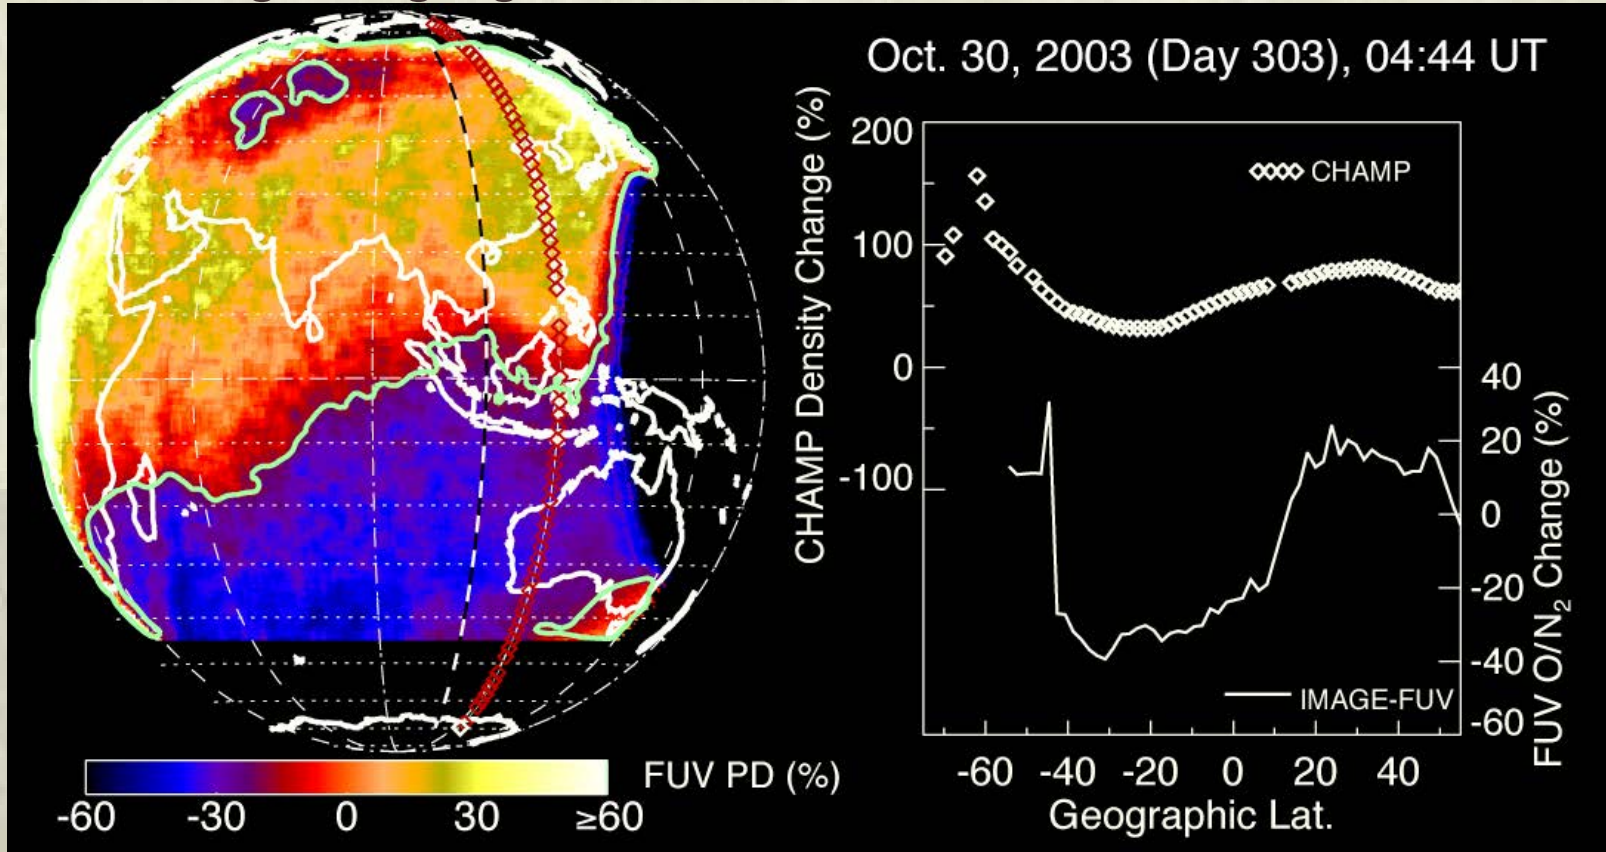 Oct. 30, 2003 (Day 303), 04:44 UT
CHAMP Density Change (%)
200
100
0
-100
CHAMP
40
20
0
-20
-40
-60
FUV O/N₂ Change (%)
IMAGE-FUV
-60 -40 -20 0 20 40
Geographic Lat.
FUV PD (%)
-60 -30 0 30 ≥60